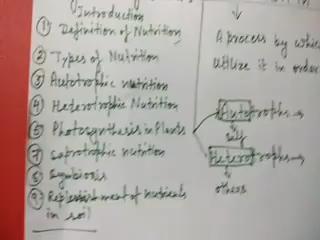 Introduction
① Definition of Nutrition
② Types of Nutrition
③ Autotrophic nutrition
④ Heterotrophic Nutrition
⑤ Photosynthesis in Plants
⑦ Saprotrophic nutrition
⑧ Symbiosis
⑨ Replenishment of nutrients
in soil
A process by which
utilize it in order
Autotrophs →
self
Heterotrophs →
others